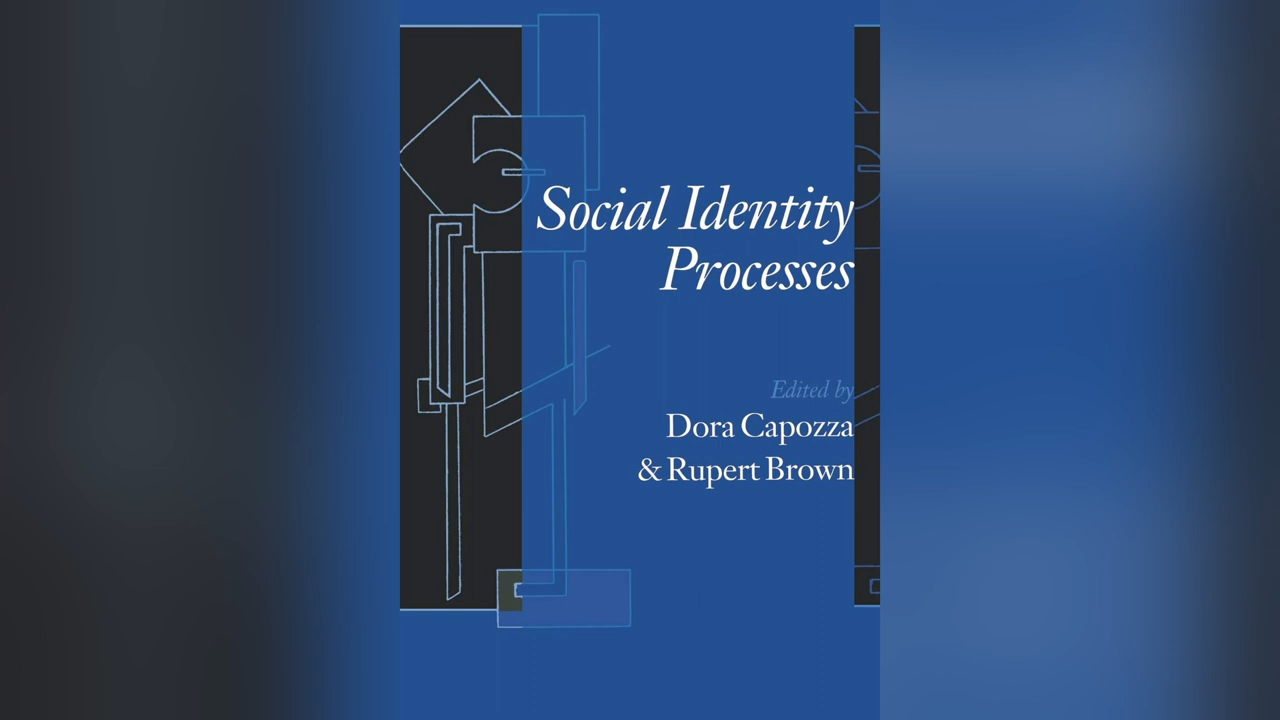 Social Identity
Processes
Edited by
Dora Capozza
& Rupert Brown